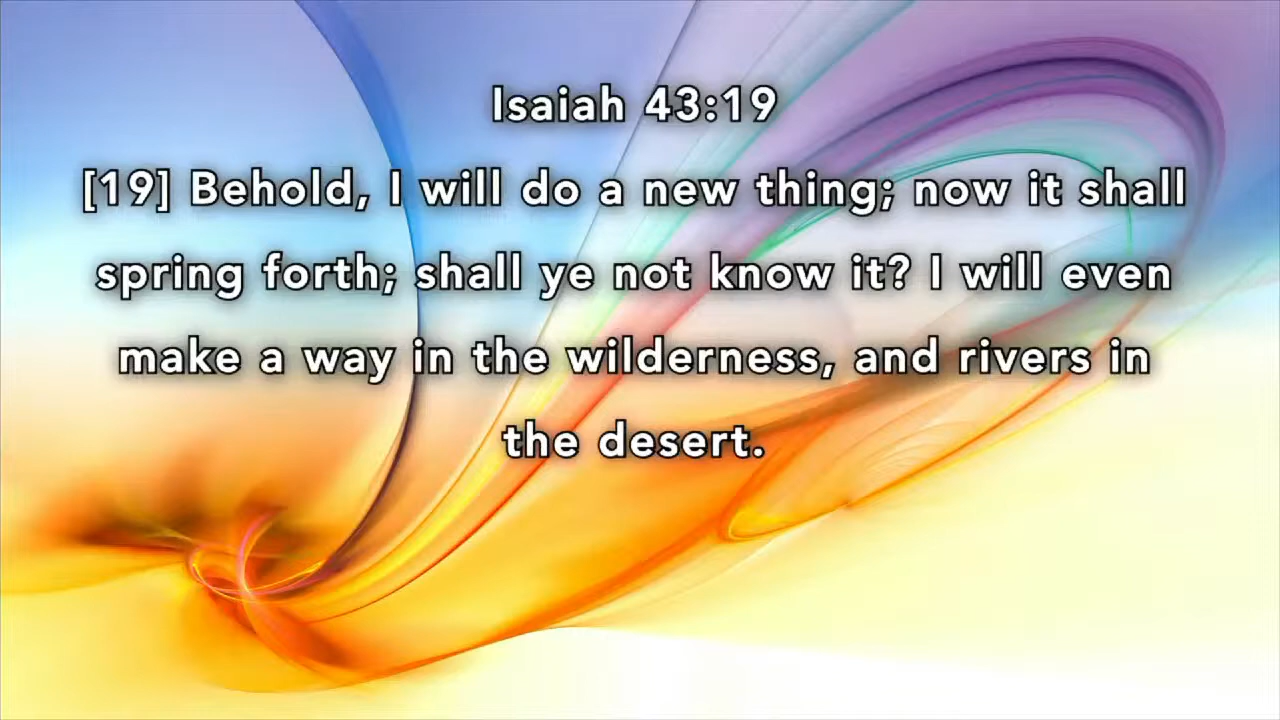 Isaiah 43:19
[19] Behold, I will do a new thing; now it shall
spring forth; shall ye not know it? I will even
make a way in the wilderness, and rivers in
the desert.